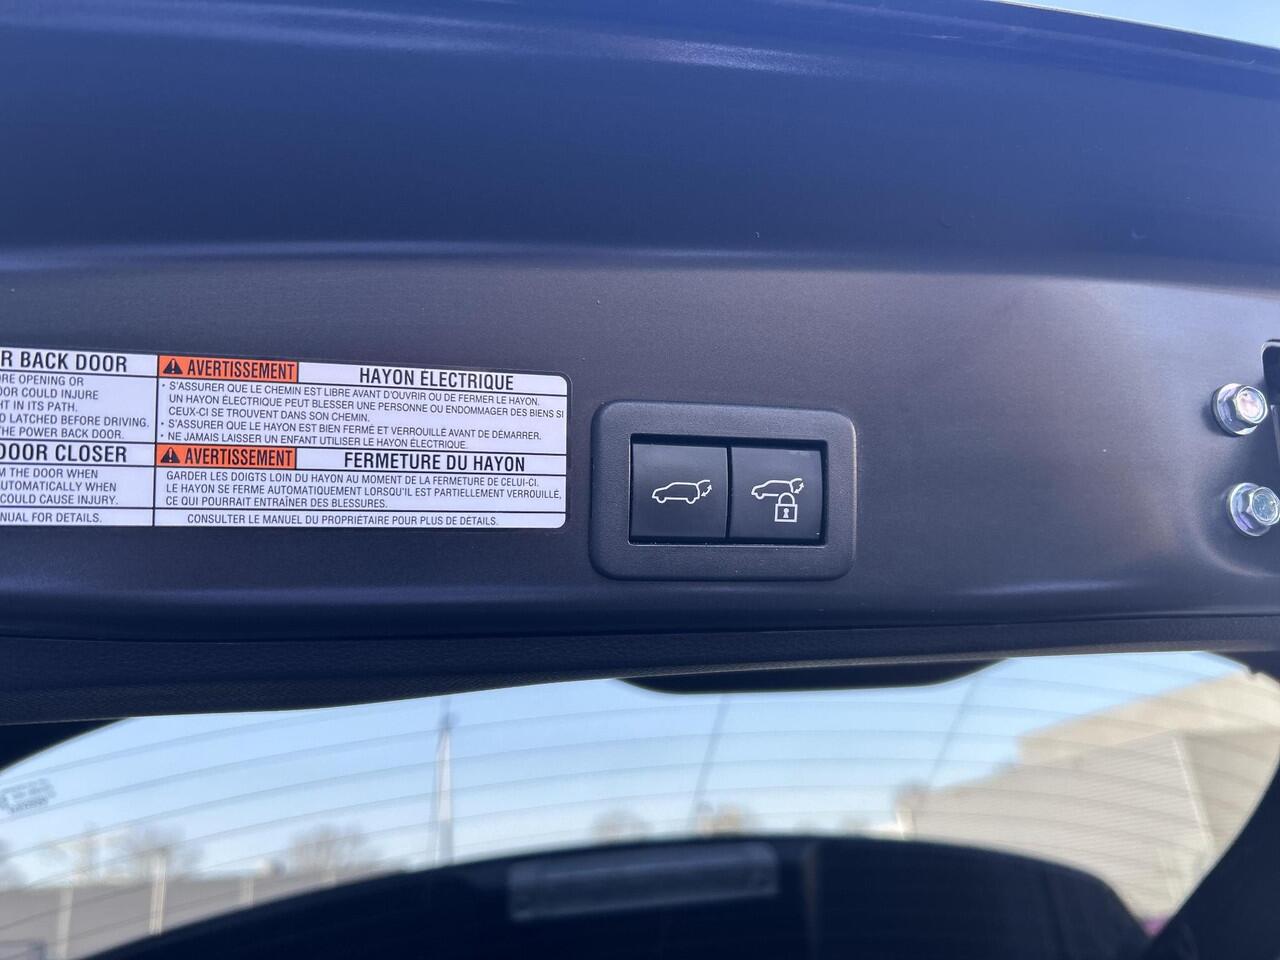 R BACK DOOR
ORE OPENING OR
OOR COULD INJURE
HT IN ITS PATH.
D LATCHED BEFORE DRIVING.
THE POWER BACK DOOR.
DOOR CLOSER
M THE DOOR WHEN
AUTOMATICALLY WHEN
COULD CAUSE INJURY.
NUAL FOR DETAILS.
AVERTISSEMENT
HAYON ÉLECTRIQUE
• S'ASSURER QUE LE CHEMIN EST LIBRE AVANT D'OUVRIR OU DE FERMER LE HAYON.
UN HAYON ÉLECTRIQUE PEUT BLESSER UNE PERSONNE OU ENDOMMAGER DES BIENS SI
CEUX-CI SE TROUVENT DANS SON CHEMIN.
• S'ASSURER QUE LE HAYON EST BIEN FERMÉ ET VERROUILLÉ AVANT DE DÉMARRER.
• NE JAMAIS LAISSER UN ENFANT UTILISER LE HAYON ÉLECTRIQUE.
AVERTISSEMENT
FERMETURE DU HAYON
GARDER LES DOIGTS LOIN DU HAYON AU MOMENT DE LA FERMETURE DE CELUI-CI.
LE HAYON SE FERME AUTOMATIQUEMENT LORSQU'IL EST PARTIELLEMENT VERROUILLÉ,
CE QUI POURRAIT ENTRAÎNER DES BLESSURES.
CONSULTER LE MANUEL DU PROPRIÉTAIRE POUR PLUS DE DÉTAILS.